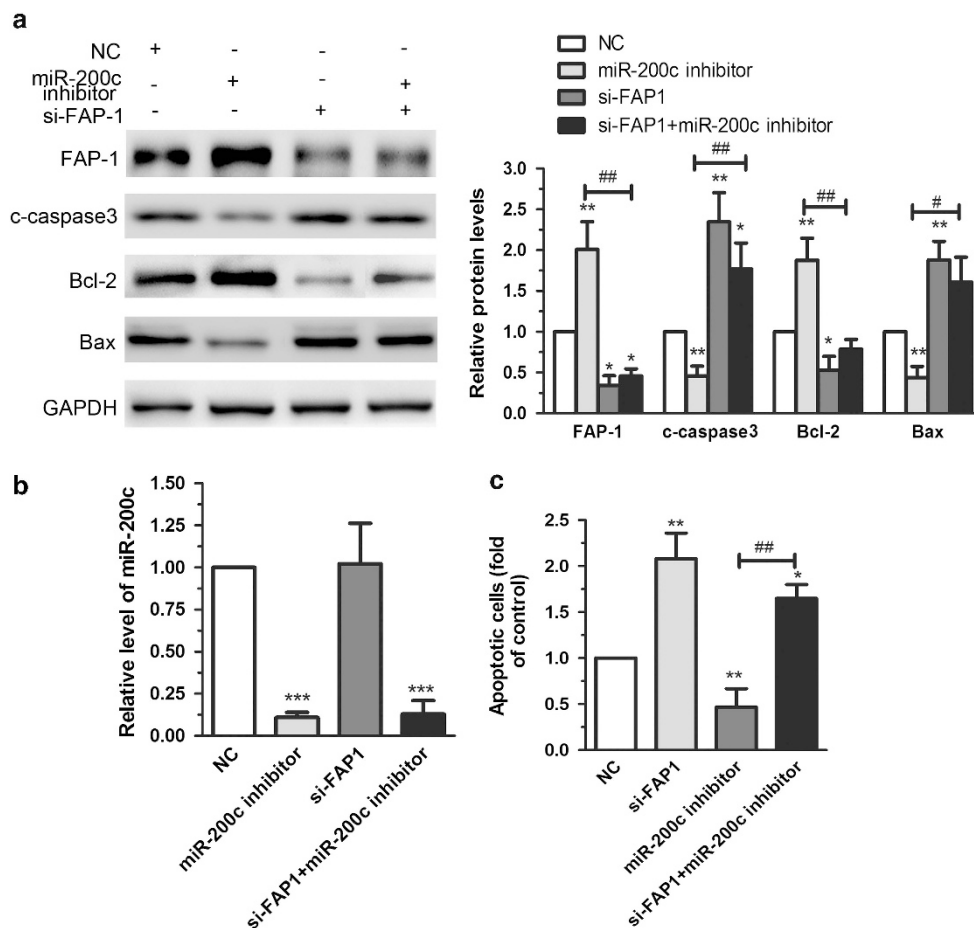 a
NC + - - -
miR-200c inhibitor - + - +
si-FAP-1 - - + +
FAP-1
c-caspase3
Bcl-2
Bax
GAPDH
NC
miR-200c inhibitor
si-FAP1
si-FAP1+miR-200c inhibitor
Relative protein levels
3.0
2.5
2.0
1.5
1.0
0.5
0.0
** ## * *
** ## ** *
** ## *
** # **
FAP-1 c-caspase3 Bcl-2 Bax
b
Relative level of miR-200c
1.50
1.25
1.00
0.75
0.50
0.25
0.00
*** ***
NC
miR-200c inhibitor
si-FAP1
si-FAP1+miR-200c inhibitor
c
Apoptotic cells (fold
of control)
2.5
2.0
1.5
1.0
0.5
0.0
** ** ## *
NC
si-FAP1
miR-200c inhibitor
si-FAP1+miR-200c inhibitor